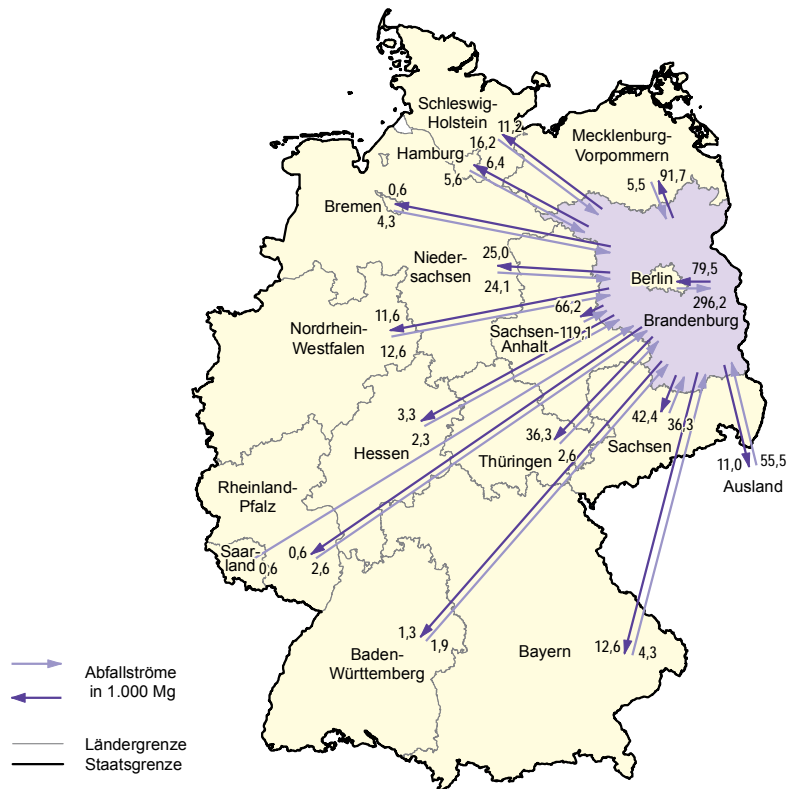 Schleswig-
Holstein
11,2
16,2
Mecklenburg-
Vorpommern
Hamburg
6,4
5,6
5,5
91,7
0,6
Bremen
4,3
Nieder-
sachsen
25,0
24,1
Berlin
79,5
296,2
Brandenburg
66,2
Sachsen-
119,1
Anhalt
11,6
Nordrhein-
Westfalen
12,6
3,3
2,3
Hessen
36,3
Thüringen
2,6
42,4
36,3
Sachsen
11,0
55,5
Ausland
Rheinland-
Pfalz
Saar-
land
0,6
0,6
2,6
1,3
1,9
Baden-
Württemberg
Bayern
12,6
4,3
Abfallströme
in 1.000 Mg
Ländergrenze
Staatsgrenze